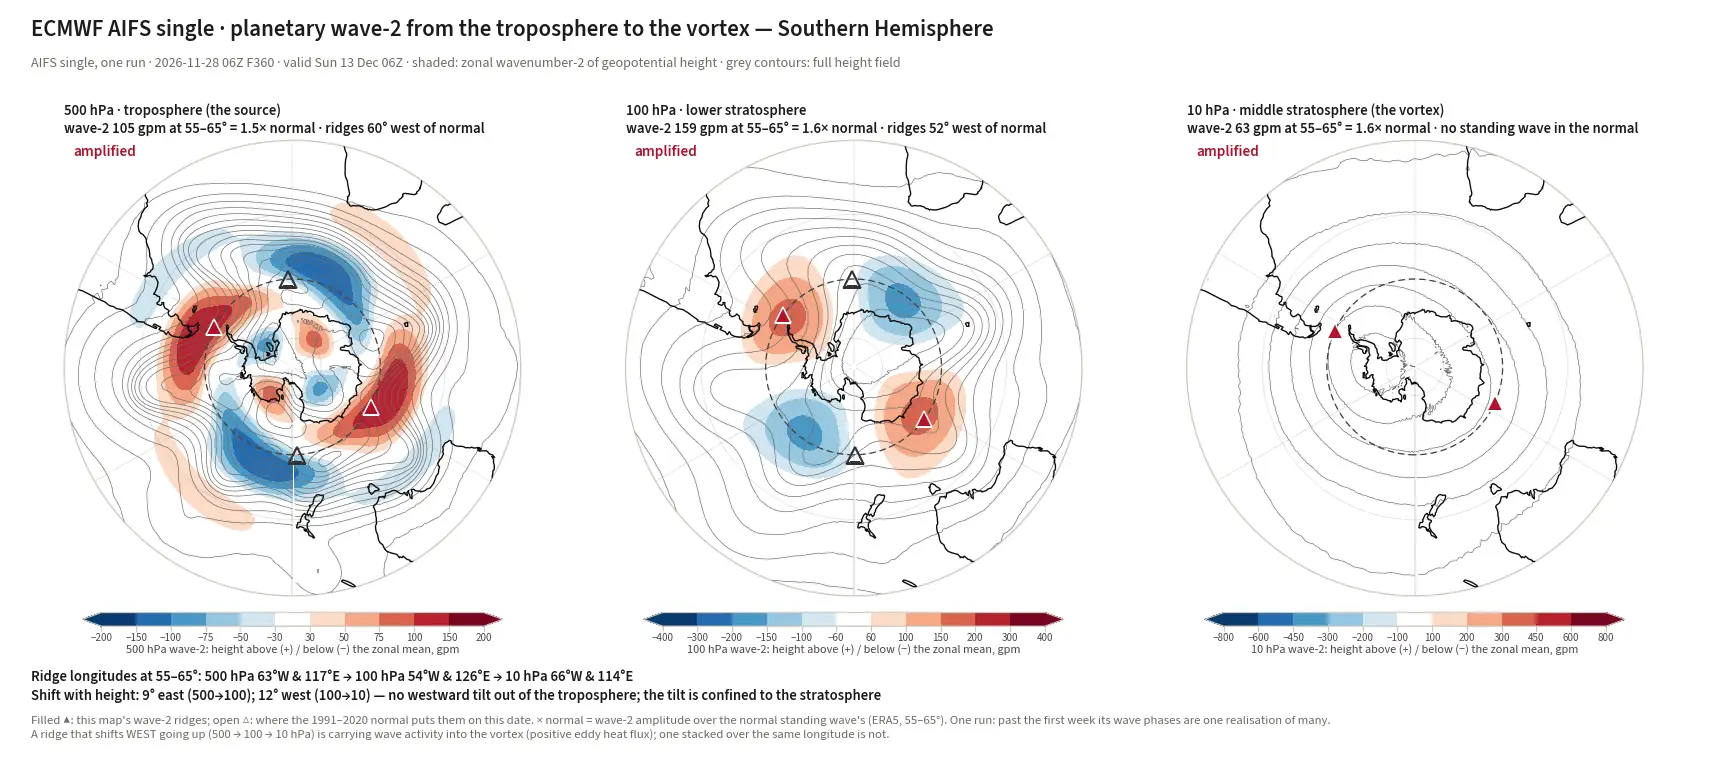 ECMWF AIFS single · planetary wave-2 from the troposphere to the vortex — Southern Hemisphere
AIFS single, one run · 2026-11-28 06Z F360 · valid Sun 13 Dec 06Z · shaded: zonal wavenumber-2 of geopotential height · grey contours: full height field
500 hPa · troposphere (the source)
wave-2 105 gpm at 55–65° = 1.5× normal · ridges 60° west of normal
amplified
100 hPa · lower stratosphere
wave-2 159 gpm at 55–65° = 1.6× normal · ridges 52° west of normal
amplified
10 hPa · middle stratosphere (the vortex)
wave-2 63 gpm at 55–65° = 1.6× normal · no standing wave in the normal
amplified
−200 −150 −100 −75 −50 −30 30 50 75 100 150 200
500 hPa wave-2: height above (+) / below (−) the zonal mean, gpm
−400 −300 −200 −150 −100 −60 60 100 150 200 300 400
100 hPa wave-2: height above (+) / below (−) the zonal mean, gpm
−800 −600 −450 −300 −200 −100 100 200 300 450 600 800
10 hPa wave-2: height above (+) / below (−) the zonal mean, gpm
Ridge longitudes at 55–65°: 500 hPa 63°W & 117°E → 100 hPa 54°W & 126°E → 10 hPa 66°W & 114°E
Shift with height: 9° east (500→100); 12° west (100→10) — no westward tilt out of the troposphere; the tilt is confined to the stratosphere
Filled ▲: this map's wave-2 ridges; open △: where the 1991–2020 normal puts them on this date. × normal = wave-2 amplitude over the normal standing wave's (ERA5, 55–65°). One run: past the first week its wave phases are one realisation of many.
A ridge that shifts WEST going up (500 → 100 → 10 hPa) is carrying wave activity into the vortex (positive eddy heat flux); one stacked over the same longitude is not.